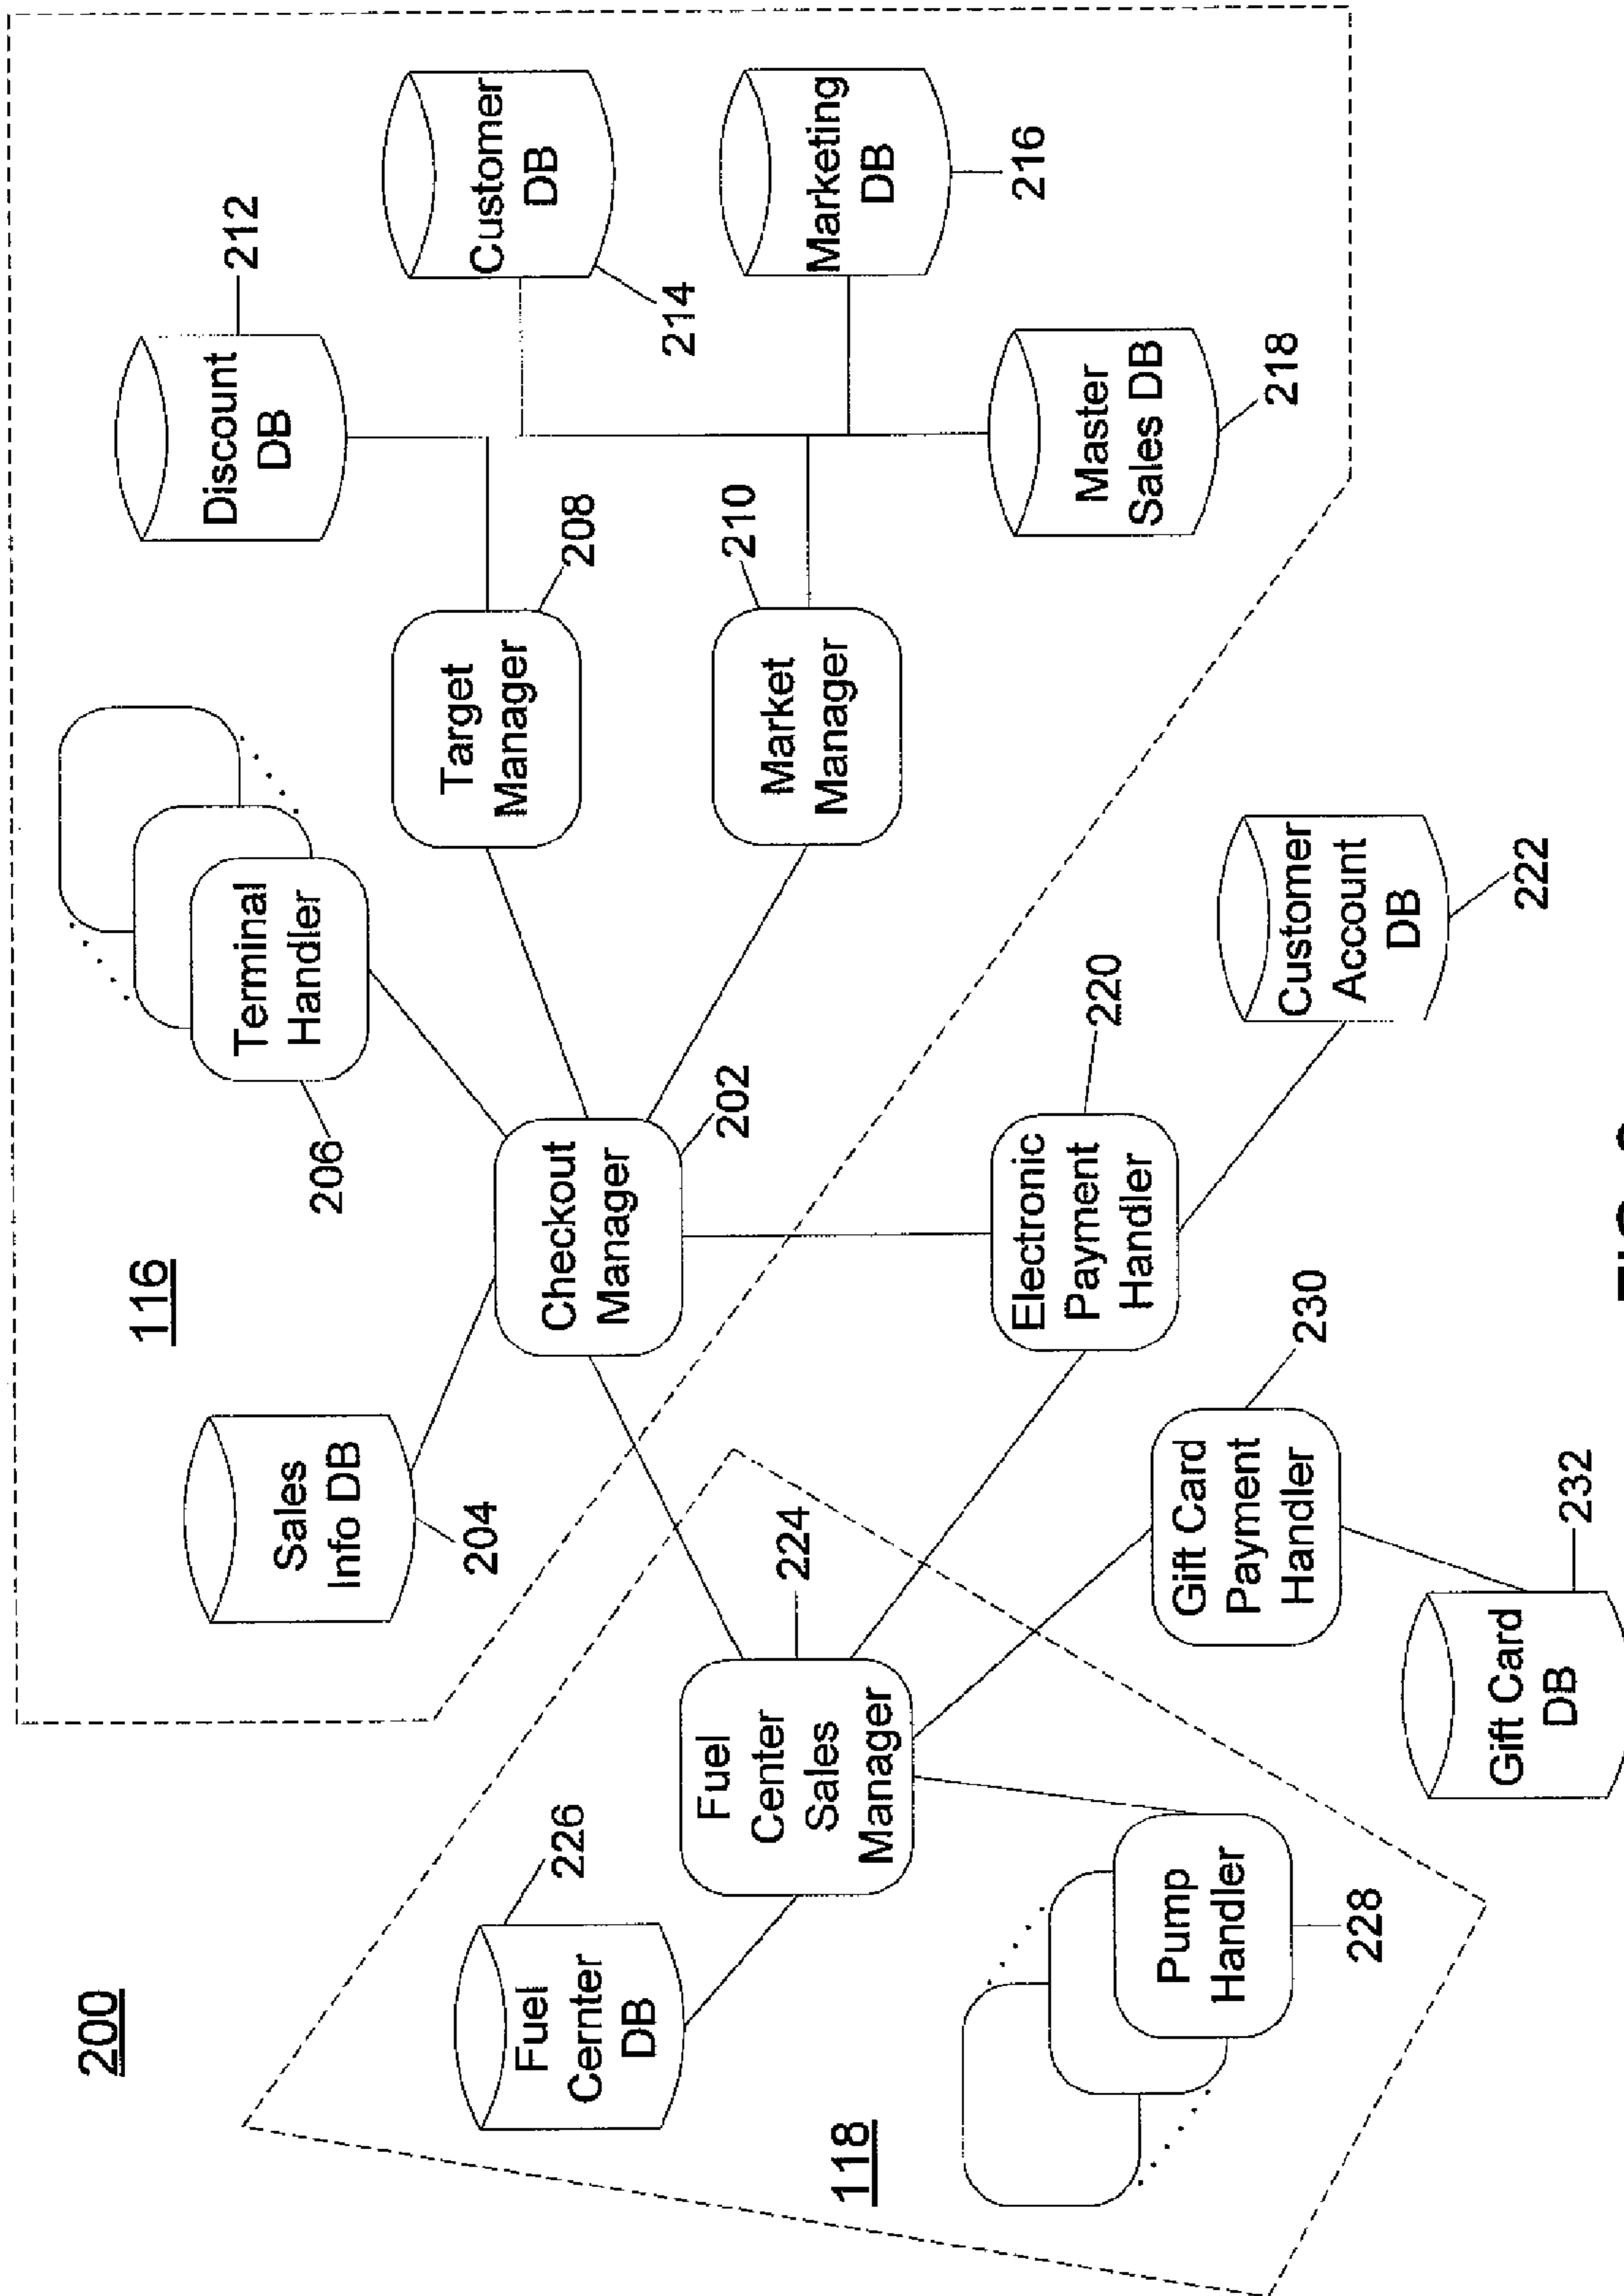 200
116
Sales
Info DB
204
Terminal
Handler
206
Discount
DB
212
Customer
DB
214
Target
Manager
208
Checkout
Manager
202
Market
Manager
210
Marketing
DB
216
Master
Sales DB
218
Fuel
Cernter
DB
226
Fuel
Center
Sales
Manager
224
118
Pump
Handler
228
Electronic
Payment
Handler
220
Customer
Account
DB
222
Gift Card
Payment
Handler
230
Gift Card
DB
232